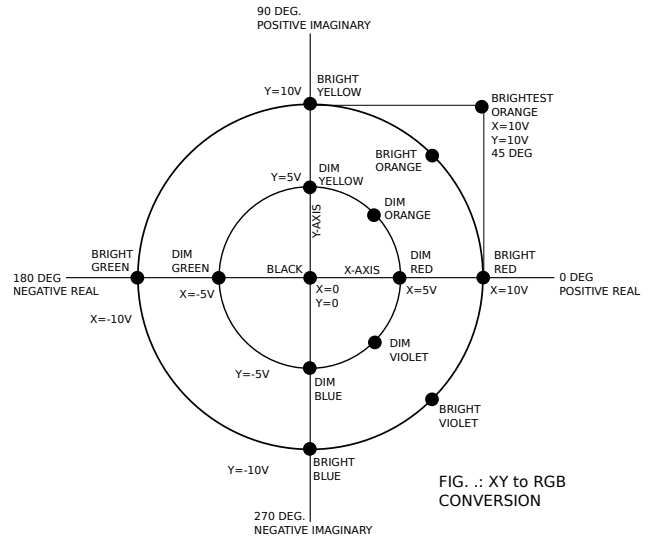 90 DEG.
POSITIVE IMAGINARY
BRIGHT
YELLOW
Y=10V
BRIGHTEST
ORANGE
X=10V
Y=10V
45 DEG
BRIGHT
ORANGE
DIM
YELLOW
Y=5V
DIM
ORANGE
Y-AXIS
BRIGHT
GREEN
DIM
GREEN
BLACK
X-AXIS
DIM
RED
BRIGHT
RED
180 DEG
NEGATIVE REAL
0 DEG
POSITIVE REAL
X=-5V
X=0
Y=0
X=5V
X=10V
X=-10V
DIM
VIOLET
Y=-5V
DIM
BLUE
BRIGHT
VIOLET
Y=-10V
BRIGHT
BLUE
FIG. .: XY to RGB
CONVERSION
270 DEG.
NEGATIVE IMAGINARY